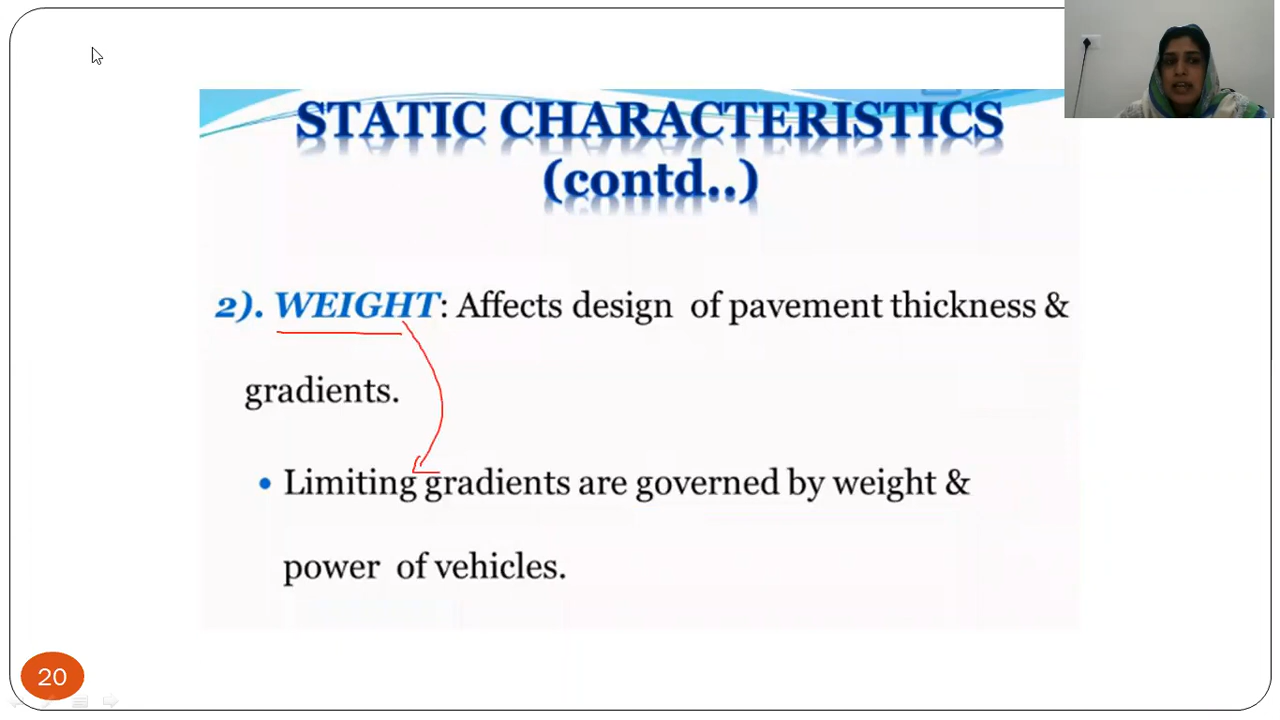 STATIC CHARACTERISTICS
(contd..)
2). WEIGHT: Affects design of pavement thickness &
gradients.
• Limiting gradients are governed by weight &
power of vehicles.
20